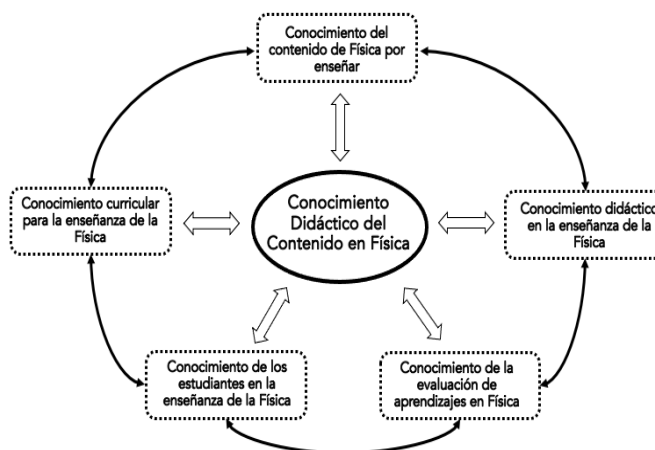 Conocimiento del
contenido de Física por
enseñar
Conocimiento curricular
para la enseñanza de la
Física
Conocimiento
Didáctico del
Contenido en Física
Conocimiento didáctico
en la enseñanza de la
Física
Conocimiento de los
estudiantes en la
enseñanza de la Física
Conocimiento de la
evaluación de
aprendizajes en Física